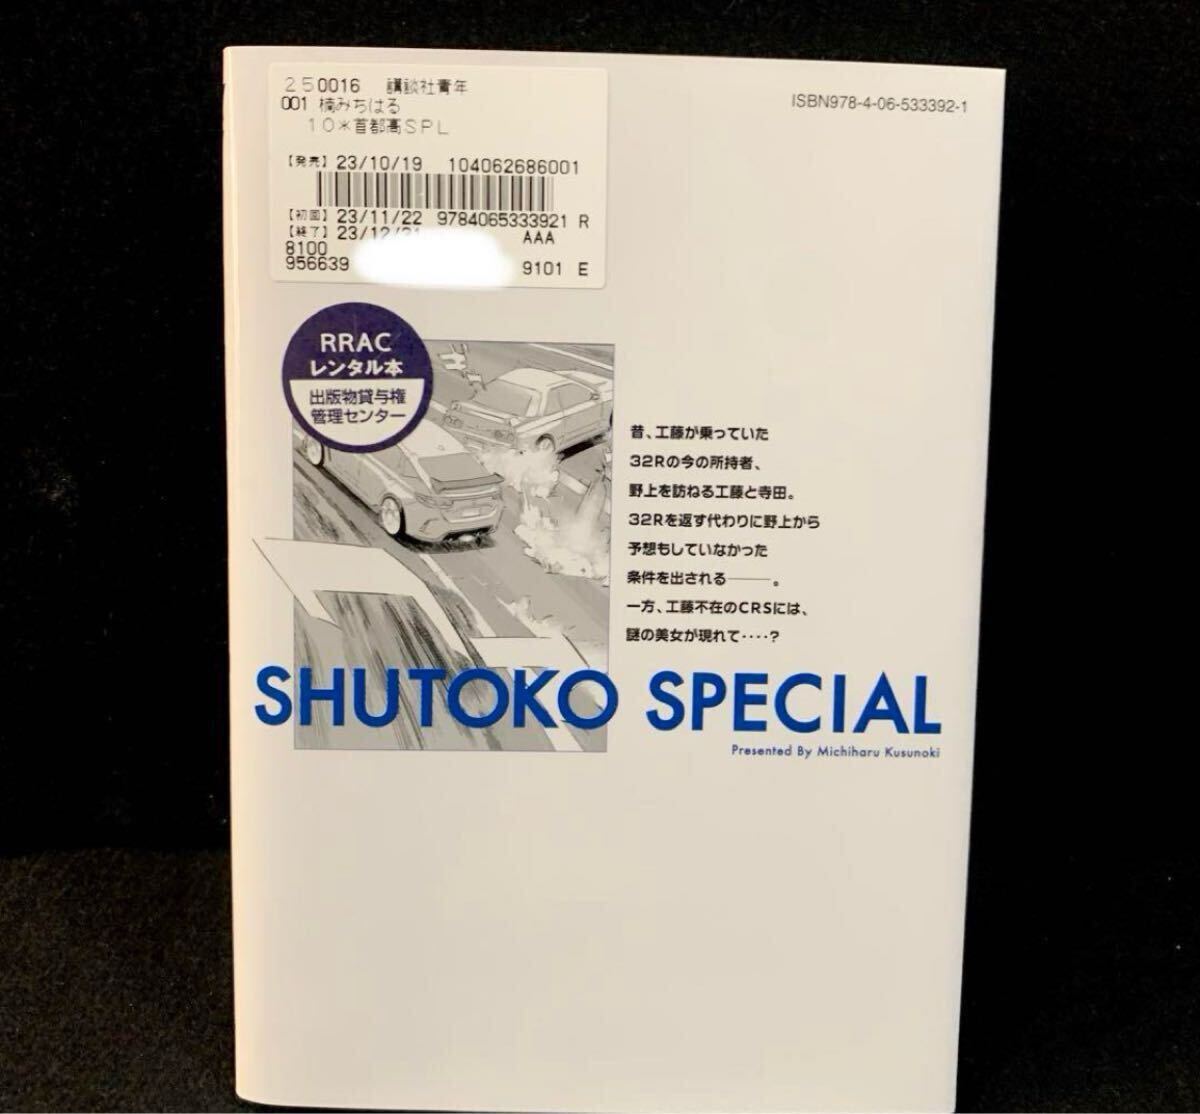 250016 講談社青年
001 楠みちはる
10*首都高SPL
【発売】23/10/19 104062686001
【初回】23/11/22 9784065333921 R
【終了】23/12/21 AAA
8100
956639 9101 E
ISBN978-4-06-533392-1
RRAC
レンタル本
出版物貸与権
管理センター
昔、工藤が乗っていた
32Rの今の所持者、
野上を訪ねる工藤と寺田。
32Rを返す代わりに野上から
予想もしていなかった
条件を出される――。
一方、工藤不在のCRSには、
謎の美女が現れて‥‥?
SHUTOKO SPECIAL
Presented By Michiharu Kusunoki